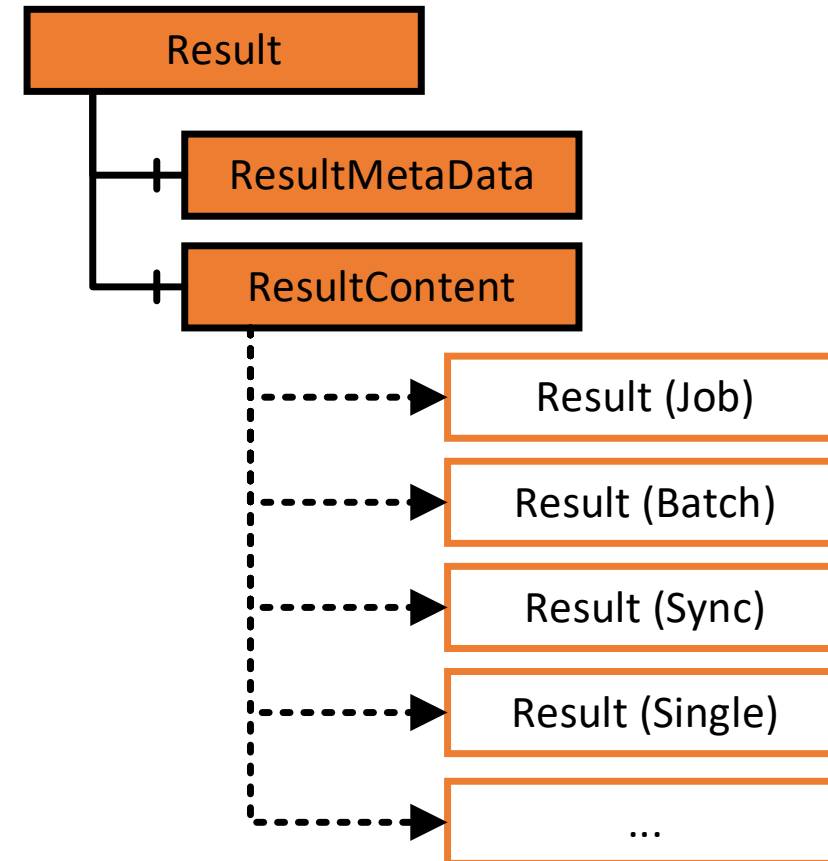 Result
ResultMetaData
ResultContent
Result (Job)
Result (Batch)
Result (Sync)
Result (Single)
...